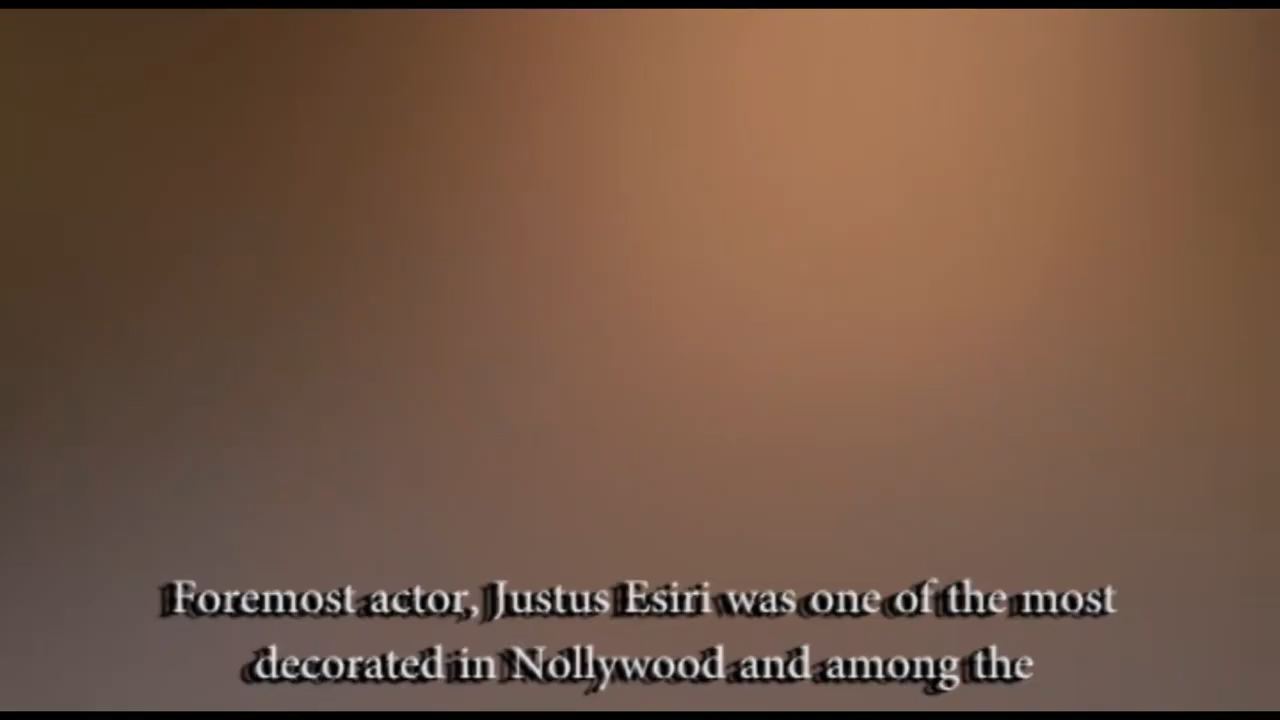 Foremost actor, Justus Esiri was one of the most
decorated in Nollywood and among the